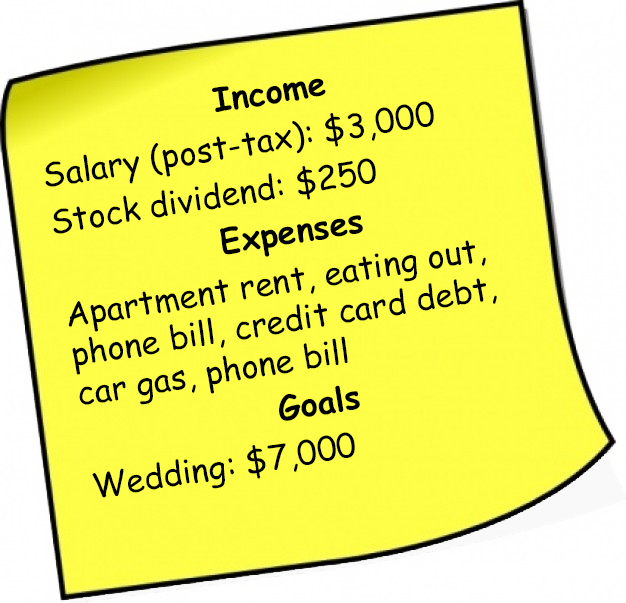 Income
Salary (post-tax): $3,000
Stock dividend: $250
Expenses
Apartment rent, eating out,
phone bill, credit card debt,
car gas, phone bill
Goals
Wedding: $7,000